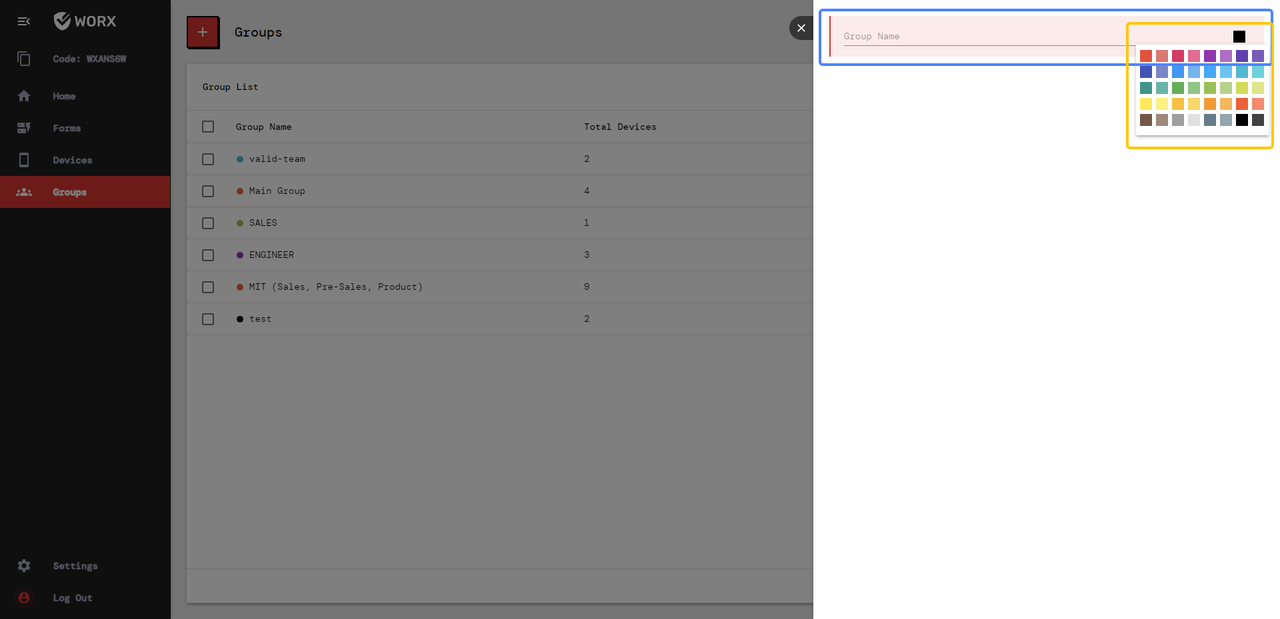 WORX
Code: WXANS6W
Home
Forms
Devices
Groups
Settings
Log Out
Groups
Group List
Group Name Total Devices
valid-team 2
Main Group 4
SALES 1
ENGINEER 3
MIT (Sales, Pre-Sales, Product) 9
test 2
Group Name